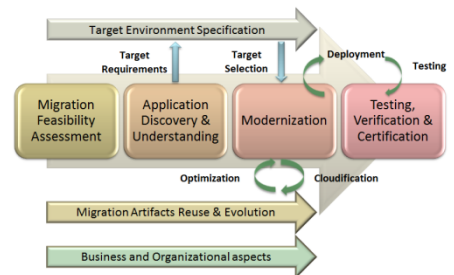 Target Environment Specification
Target
Requirements
Target
Selection
Deployment
Testing
Migration
Feasibility
Assessment
Application
Discovery &
Understanding
Modernization
Testing,
Verification &
Certification
Optimization
Cloudification
Migration Artifacts Reuse & Evolution
Business and Organizational aspects